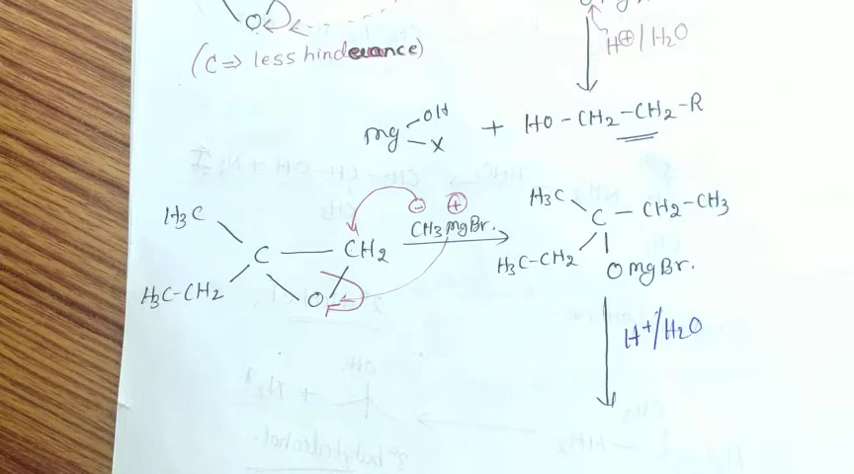 O
(C ⇒ less hinderance)
H⊕/H2O
Mg
OH
X
+ HO-CH2-CH2-R
H3C
C — CH2
H3C-CH2
O
⊖ ⊕
CH3MgBr.
H3C
C — CH2-CH3
H3C-CH2
OMgBr.
H+/H2O